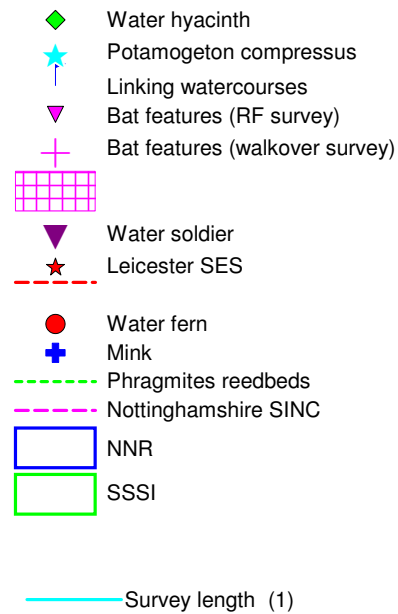 Water hyacinth
Potamogeton compressus
Linking watercourses
Bat features (RF survey)
Bat features (walkover survey)
Water soldier
Leicester SES
Water fern
Mink
Phragmites reedbeds
Nottinghamshire SINC
NNR
SSSI
Survey length (1)